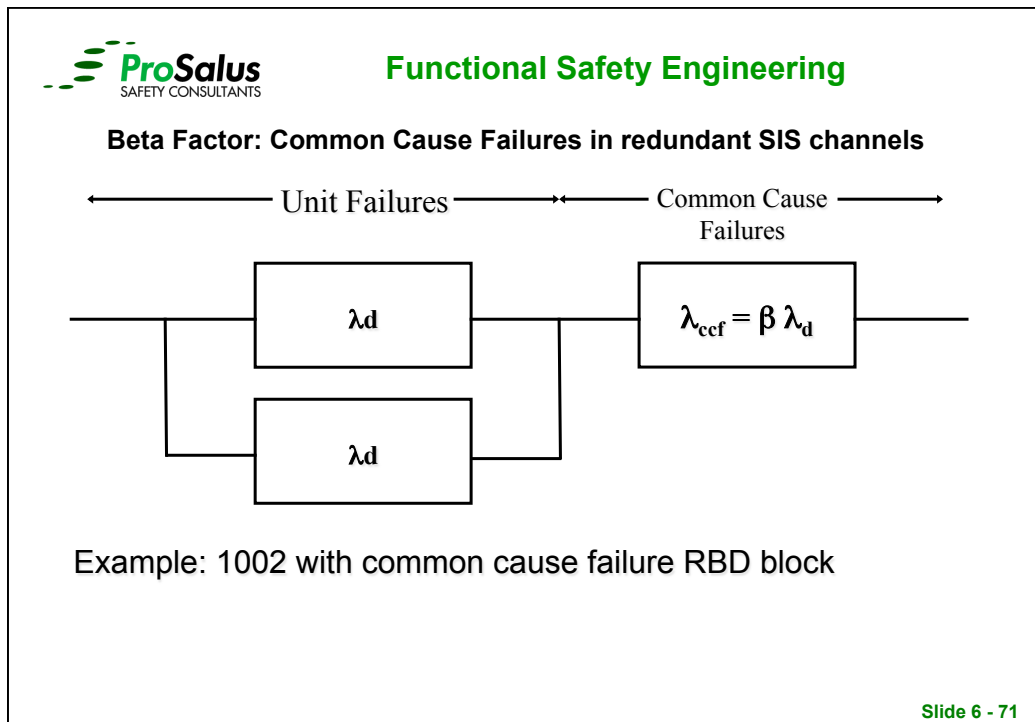 ProSalus
SAFETY CONSULTANTS
Functional Safety Engineering
Beta Factor: Common Cause Failures in redundant SIS channels
Unit Failures
Common Cause
Failures
λd
λccf = β λd
λd
Example: 1002 with common cause failure RBD block
Slide 6 - 71